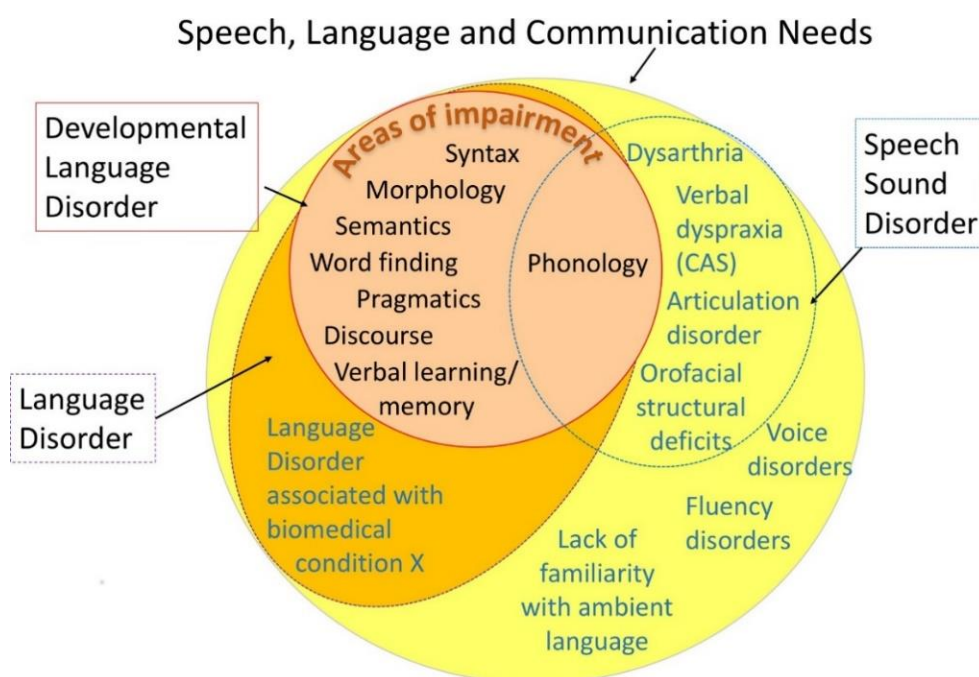 Speech, Language and Communication Needs
Developmental
Language
Disorder
Areas of impairment
Syntax
Morphology
Semantics
Word finding
Pragmatics
Discourse
Verbal learning/
memory
Phonology
Dysarthria
Verbal
dyspraxia
(CAS)
Articulation
disorder
Orofacial
structural
deficits
Speech
Sound
Disorder
Language
Disorder
Language
Disorder
associated with
biomedical
condition X
Voice
disorders
Fluency
disorders
Lack of
familiarity
with ambient
language